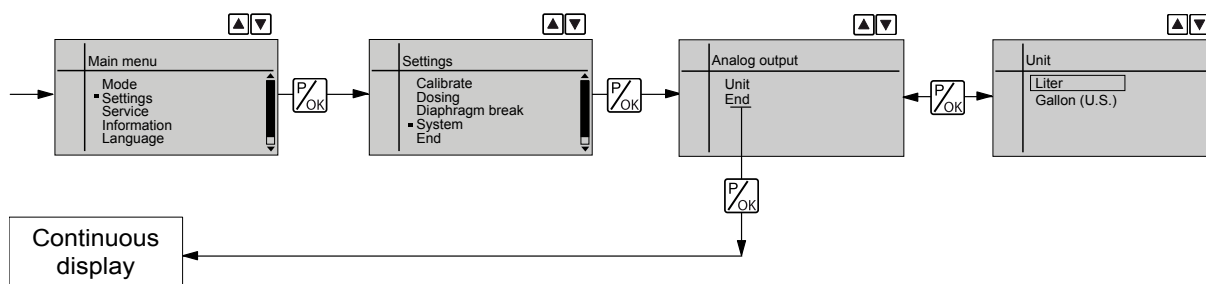 Main menu
Mode
Settings
Service
Information
Language
P/OK
Settings
Calibrate
Dosing
Diaphragm break
System
End
P/OK
Analog output
Unit
End
P/OK
Unit
Liter
Gallon (U.S.)
P/OK
Continuous
display